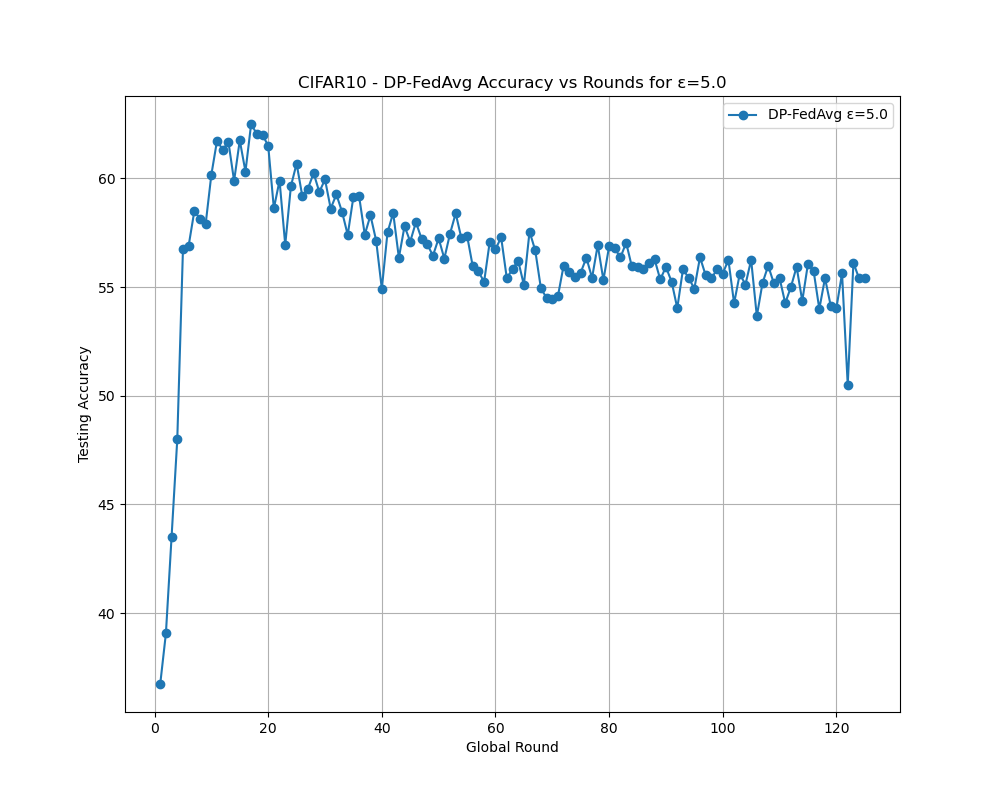 CIFAR10 - DP-FedAvg Accuracy vs Rounds for ε=5.0
DP-FedAvg ε=5.0
Testing Accuracy
60
55
50
45
40
0 20 40 60 80 100 120
Global Round